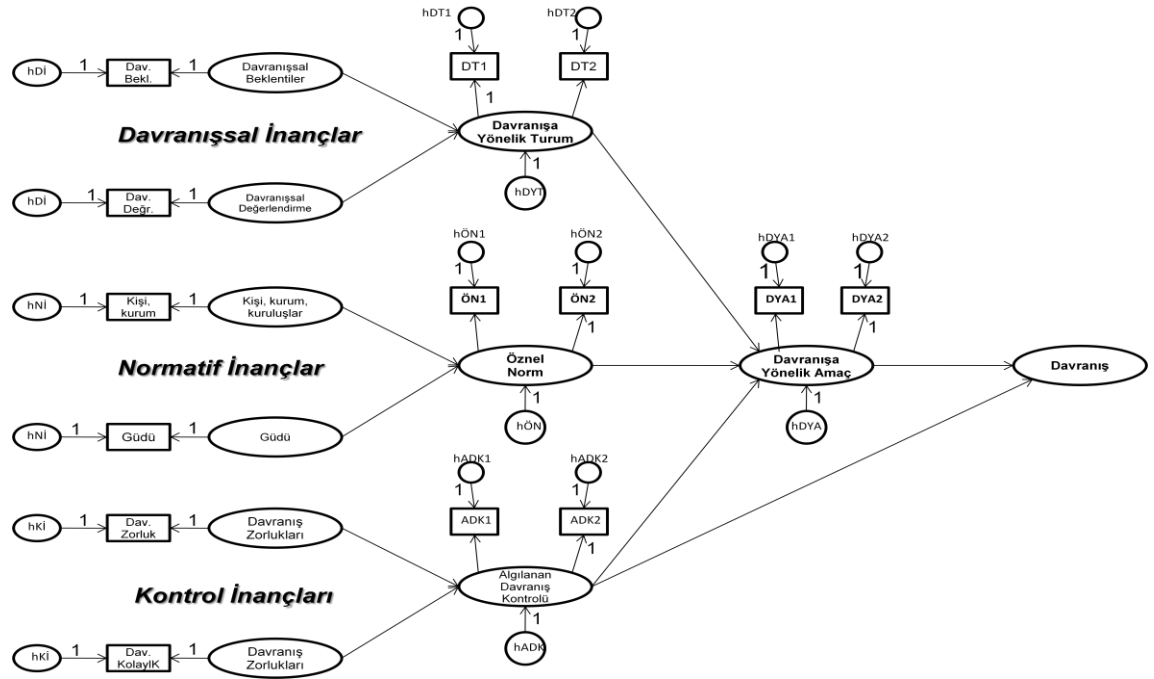 hDT1
hDT2
1
1
DT1
DT2
1
hDİ
1
Dav.
Bekl.
1
Davranışsal
Beklentiler
Davranışsal İnançlar
Davranışa
Yönelik Turum
1
hDYT
hDİ
1
Dav.
Değr.
1
Davranışsal
Değerlendirme
hÖN1
hÖN2
1
1
ÖN1
ÖN2
1
hDYA1
hDYA2
1
1
DYA1
DYA2
1
hNİ
1
Kişi,
kurum
1
Kişi, kurum,
kuruluşlar
Normatif İnançlar
Öznel
Norm
1
hÖN
Davranışa
Yönelik Amaç
1
hDYA
Davranış
hNİ
1
Güdü
1
Güdü
hADK1
hADK2
1
1
ADK1
ADK2
1
hKİ
1
Dav.
Zorluk
1
Davranış
Zorlukları
Kontrol İnançları
Algılanan
Davranış
Kontrolü
1
hADK
hKİ
1
Dav.
KolaylK
1
Davranış
Zorlukları